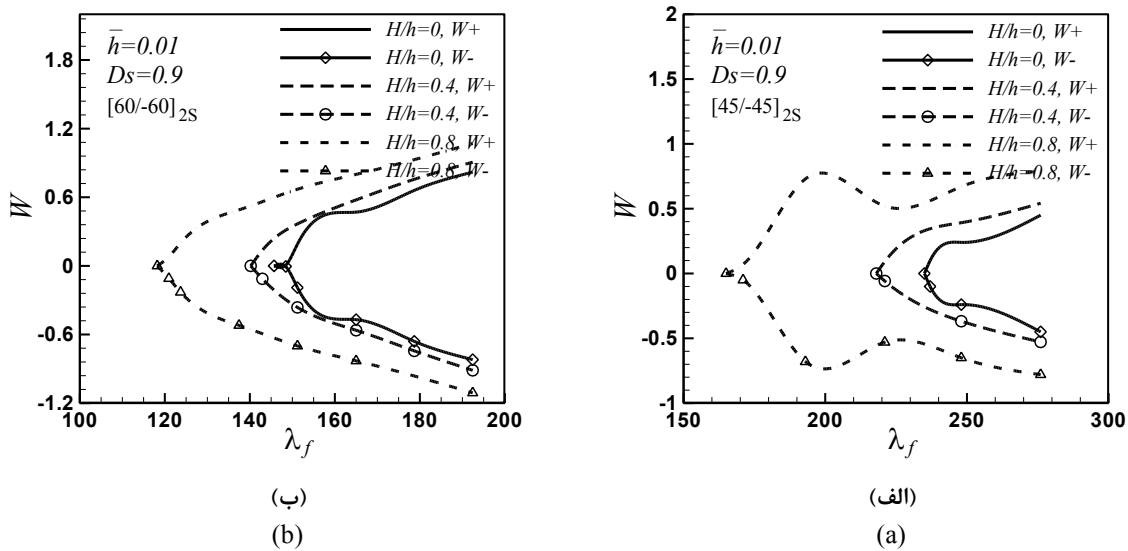 W
2
1.5
1
0.5
0
-0.5
-1
150
200
250
300
λf
h̄=0.01
Ds=0.9
[45/-45]2S
H/h=0, W+
H/h=0, W-
H/h=0.4, W+
H/h=0.4, W-
H/h=0.8, W+
H/h=0.8, W-
(الف)
(a)
W
1.8
1.2
0.6
0
-0.6
-1.2
100
120
140
160
180
200
λf
h̄=0.01
Ds=0.9
[60/-60]2S
H/h=0, W+
H/h=0, W-
H/h=0.4, W+
H/h=0.4, W-
H/h=0.8, W+
H/h=0.8, W-
(ب)
(b)